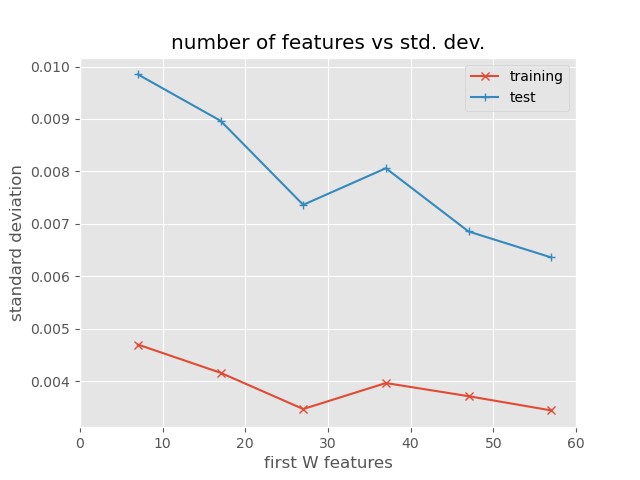 number of features vs std. dev.
training
test
0.010
0.009
0.008
0.007
0.006
0.005
0.004
standard deviation
0 10 20 30 40 50 60
first W features